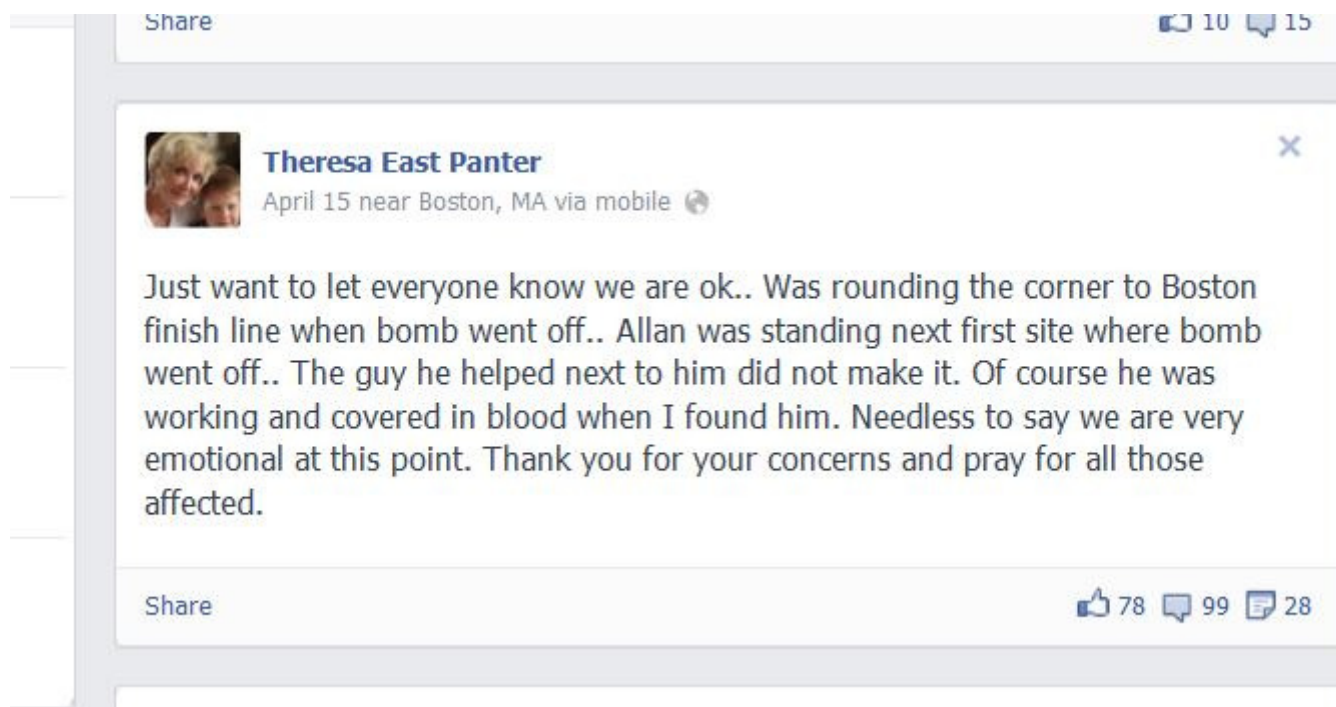 Share 10 15
Theresa East Panter
April 15 near Boston, MA via mobile
Just want to let everyone know we are ok.. Was rounding the corner to Boston
finish line when bomb went off.. Allan was standing next first site where bomb
went off.. The guy he helped next to him did not make it. Of course he was
working and covered in blood when I found him. Needless to say we are very
emotional at this point. Thank you for your concerns and pray for all those
affected.
Share 78 99 28